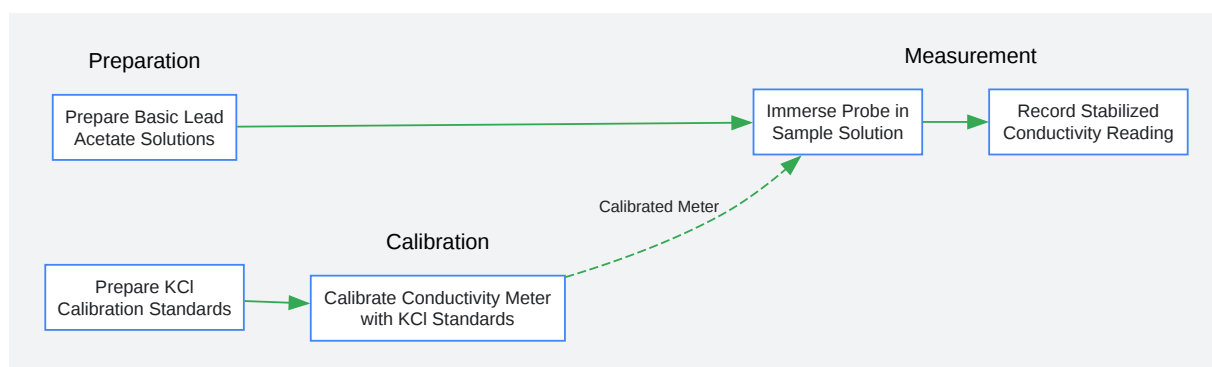 Preparation
Prepare Basic Lead
Acetate Solutions
Measurement
Immerse Probe in
Sample Solution
Record Stabilized
Conductivity Reading
Calibrated Meter
Calibration
Prepare KCl
Calibration Standards
Calibrate Conductivity Meter
with KCl Standards